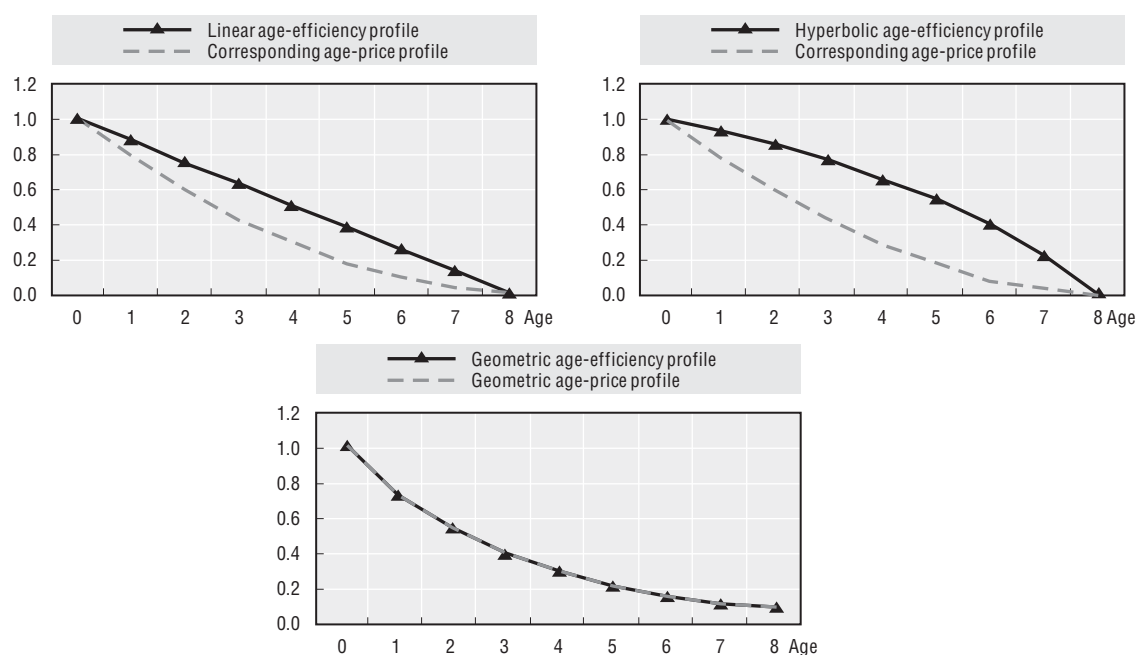 Linear age-efficiency profile
Corresponding age-price profile
1.2
1.0
0.8
0.6
0.4
0.2
0.0
0 1 2 3 4 5 6 7 8 Age
Hyperbolic age-efficiency profile
Corresponding age-price profile
1.2
1.0
0.8
0.6
0.4
0.2
0.0
0 1 2 3 4 5 6 7 8 Age
Geometric age-efficiency profile
Geometric age-price profile
1.2
1.0
0.8
0.6
0.4
0.2
0.0
0 1 2 3 4 5 6 7 8 Age